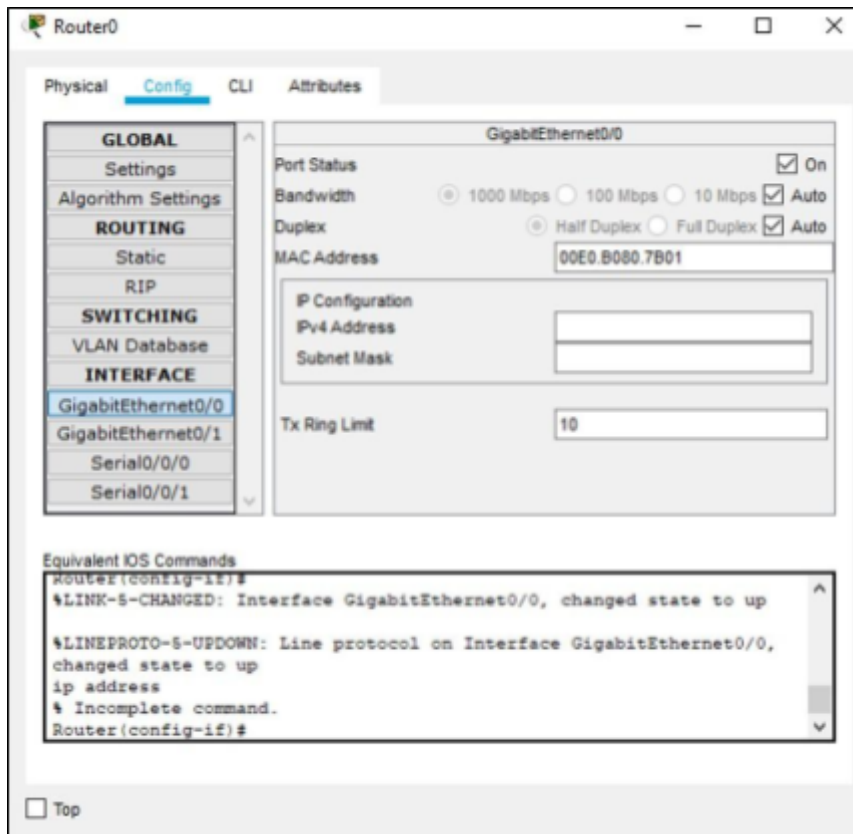 Router0
Physical Config CLI Attributes
GLOBAL
Settings
Algorithm Settings
ROUTING
Static
RIP
SWITCHING
VLAN Database
INTERFACE
GigabitEthernet0/0
GigabitEthernet0/1
Serial0/0/0
Serial0/0/1
GigabitEthernet0/0
Port Status On
Bandwidth 1000 Mbps 100 Mbps 10 Mbps Auto
Duplex Half Duplex Full Duplex Auto
MAC Address 00E0.B080.7B01
IP Configuration
IPv4 Address
Subnet Mask
Tx Ring Limit 10
Equivalent IOS Commands
Router(config-if)#
%LINK-5-CHANGED: Interface GigabitEthernet0/0, changed state to up
%LINEPROTO-5-UPDOWN: Line protocol on Interface GigabitEthernet0/0,
changed state to up
ip address
% Incomplete command.
Router(config-if)#
Top